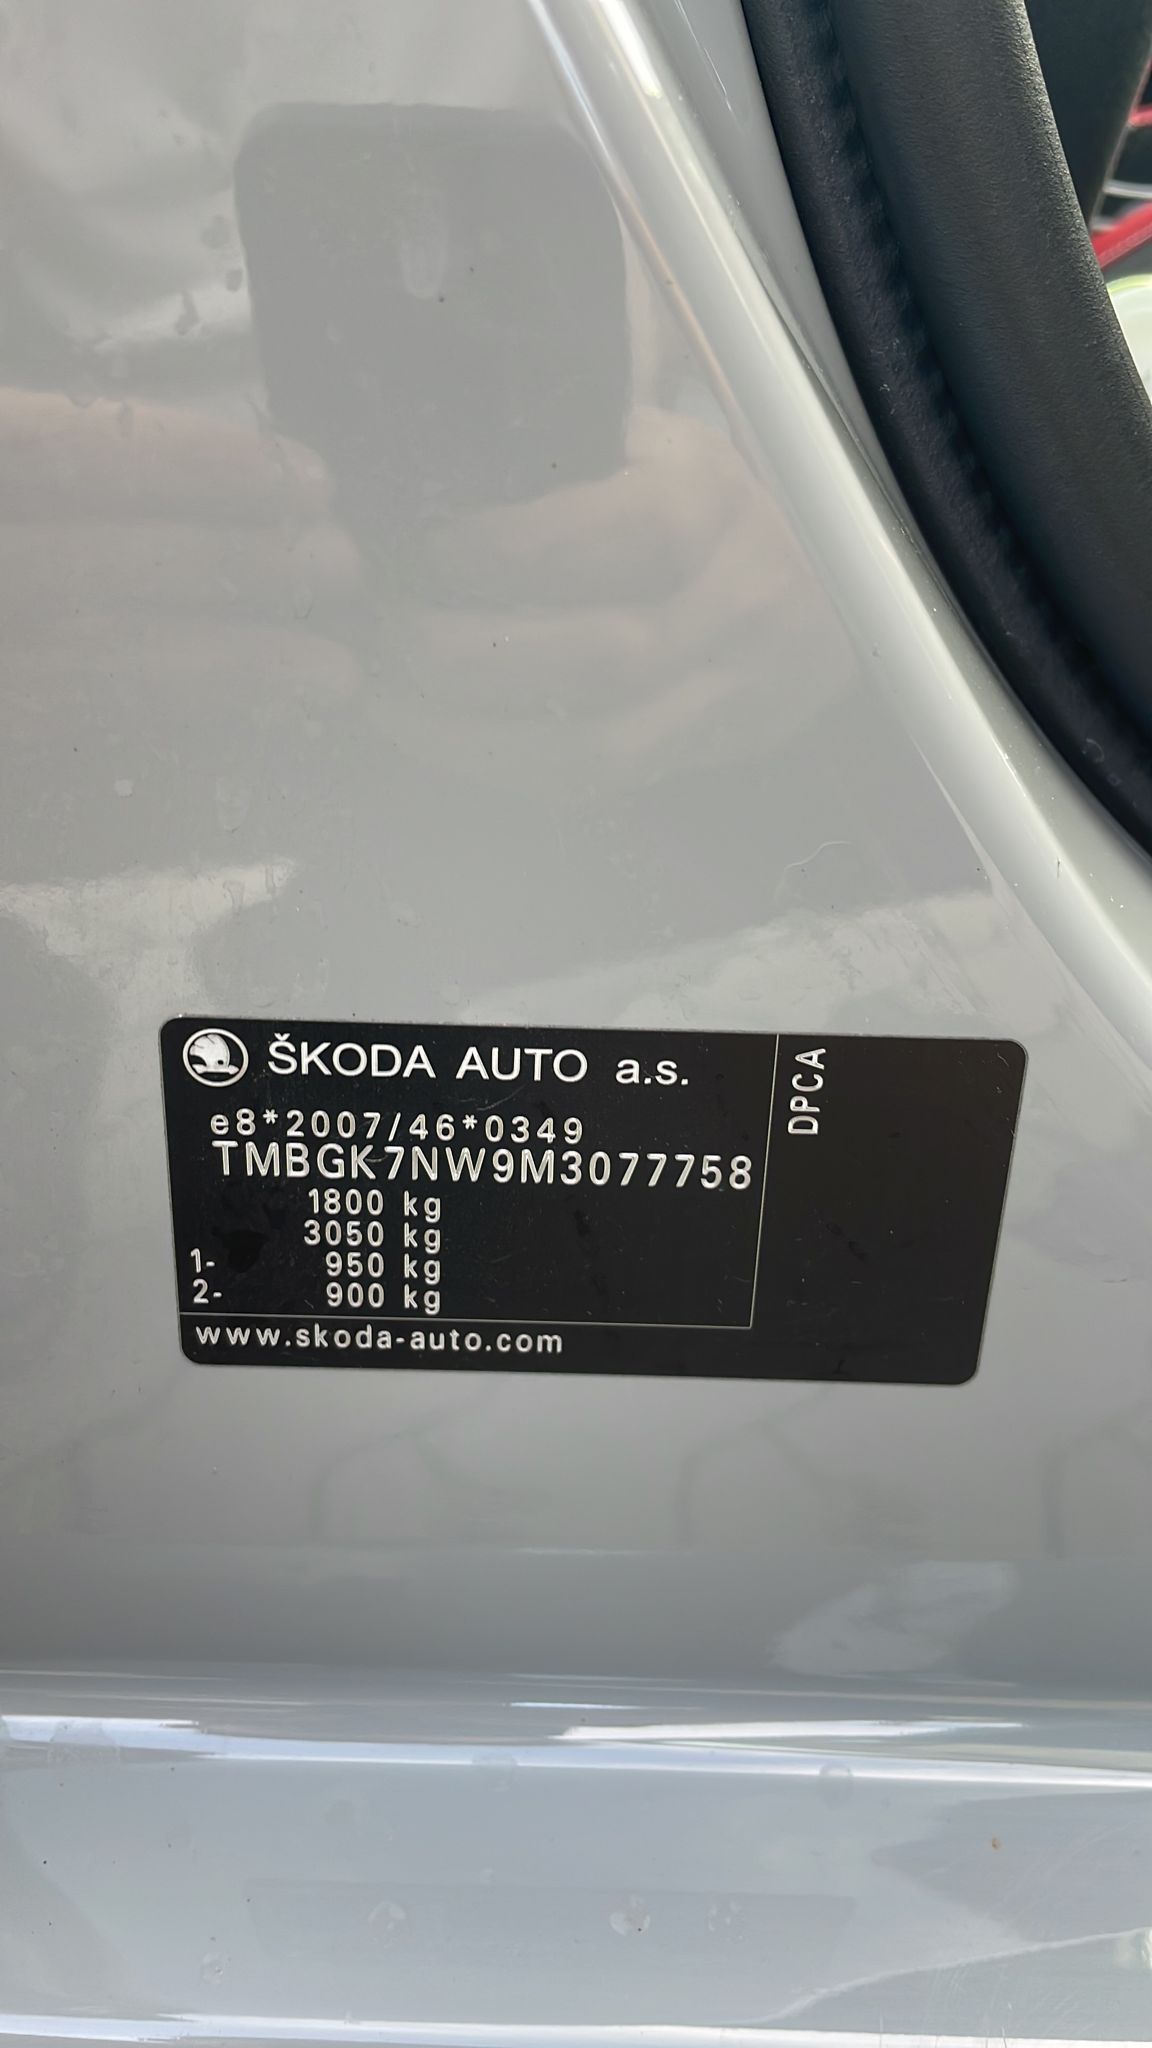 ŠKODA AUTO a.s.
e8*2007/46*0349
TMBGK7NW9M3077758
1800 kg
3050 kg
1- 950 kg
2- 900 kg
www.skoda-auto.com
DPCA